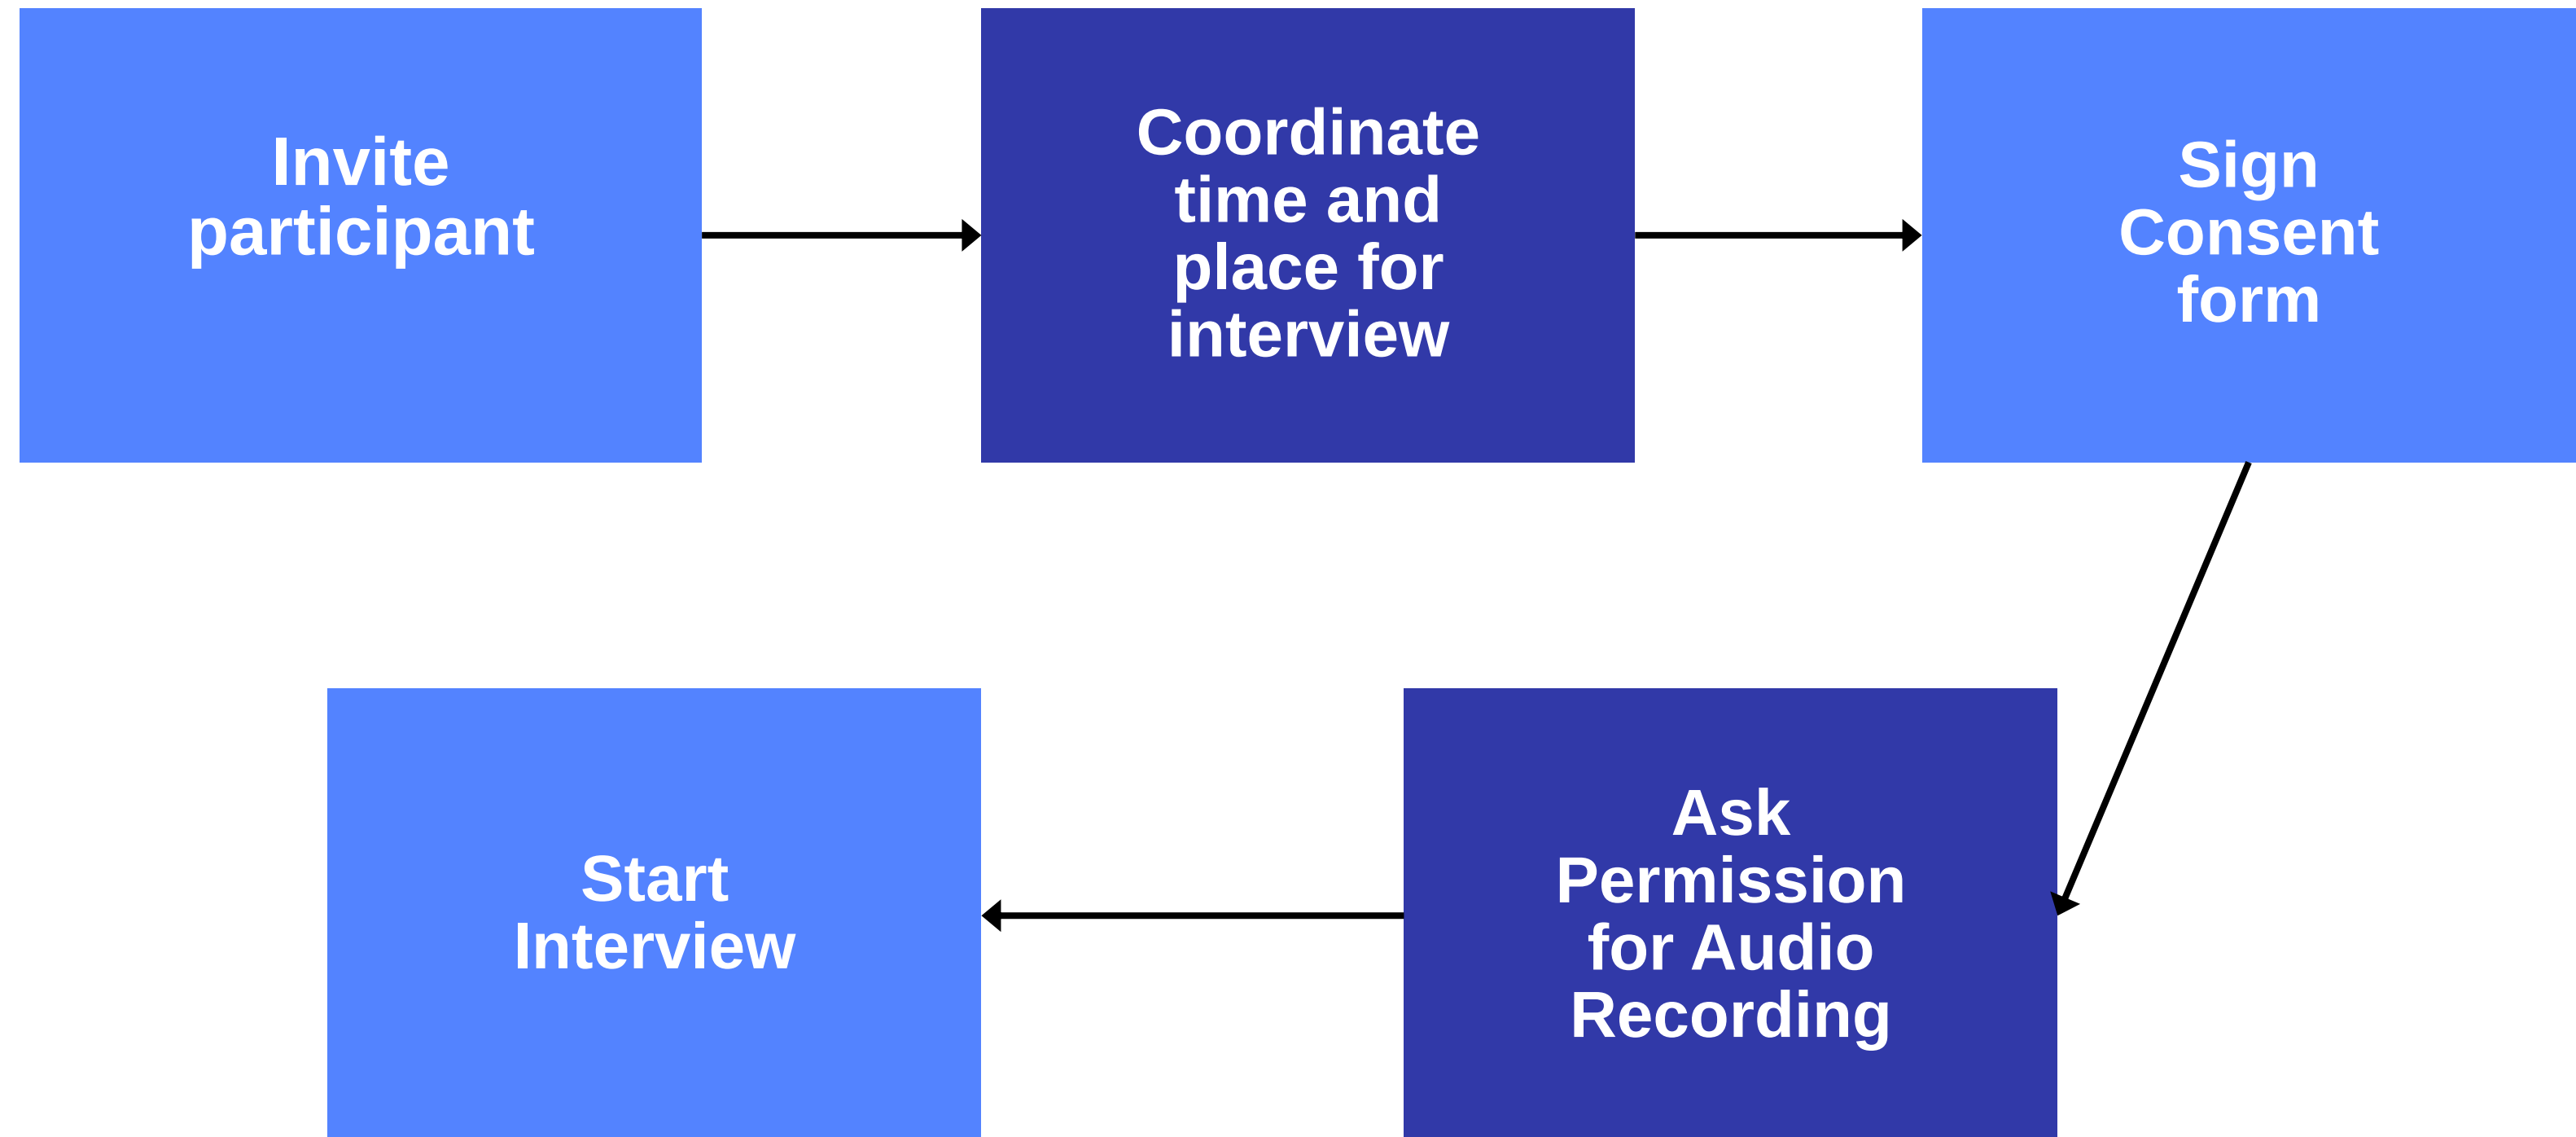 Invite
participant
Coordinate
time and
place for
interview
Sign
Consent
form
Ask
Permission
for Audio
Recording
Start
Interview